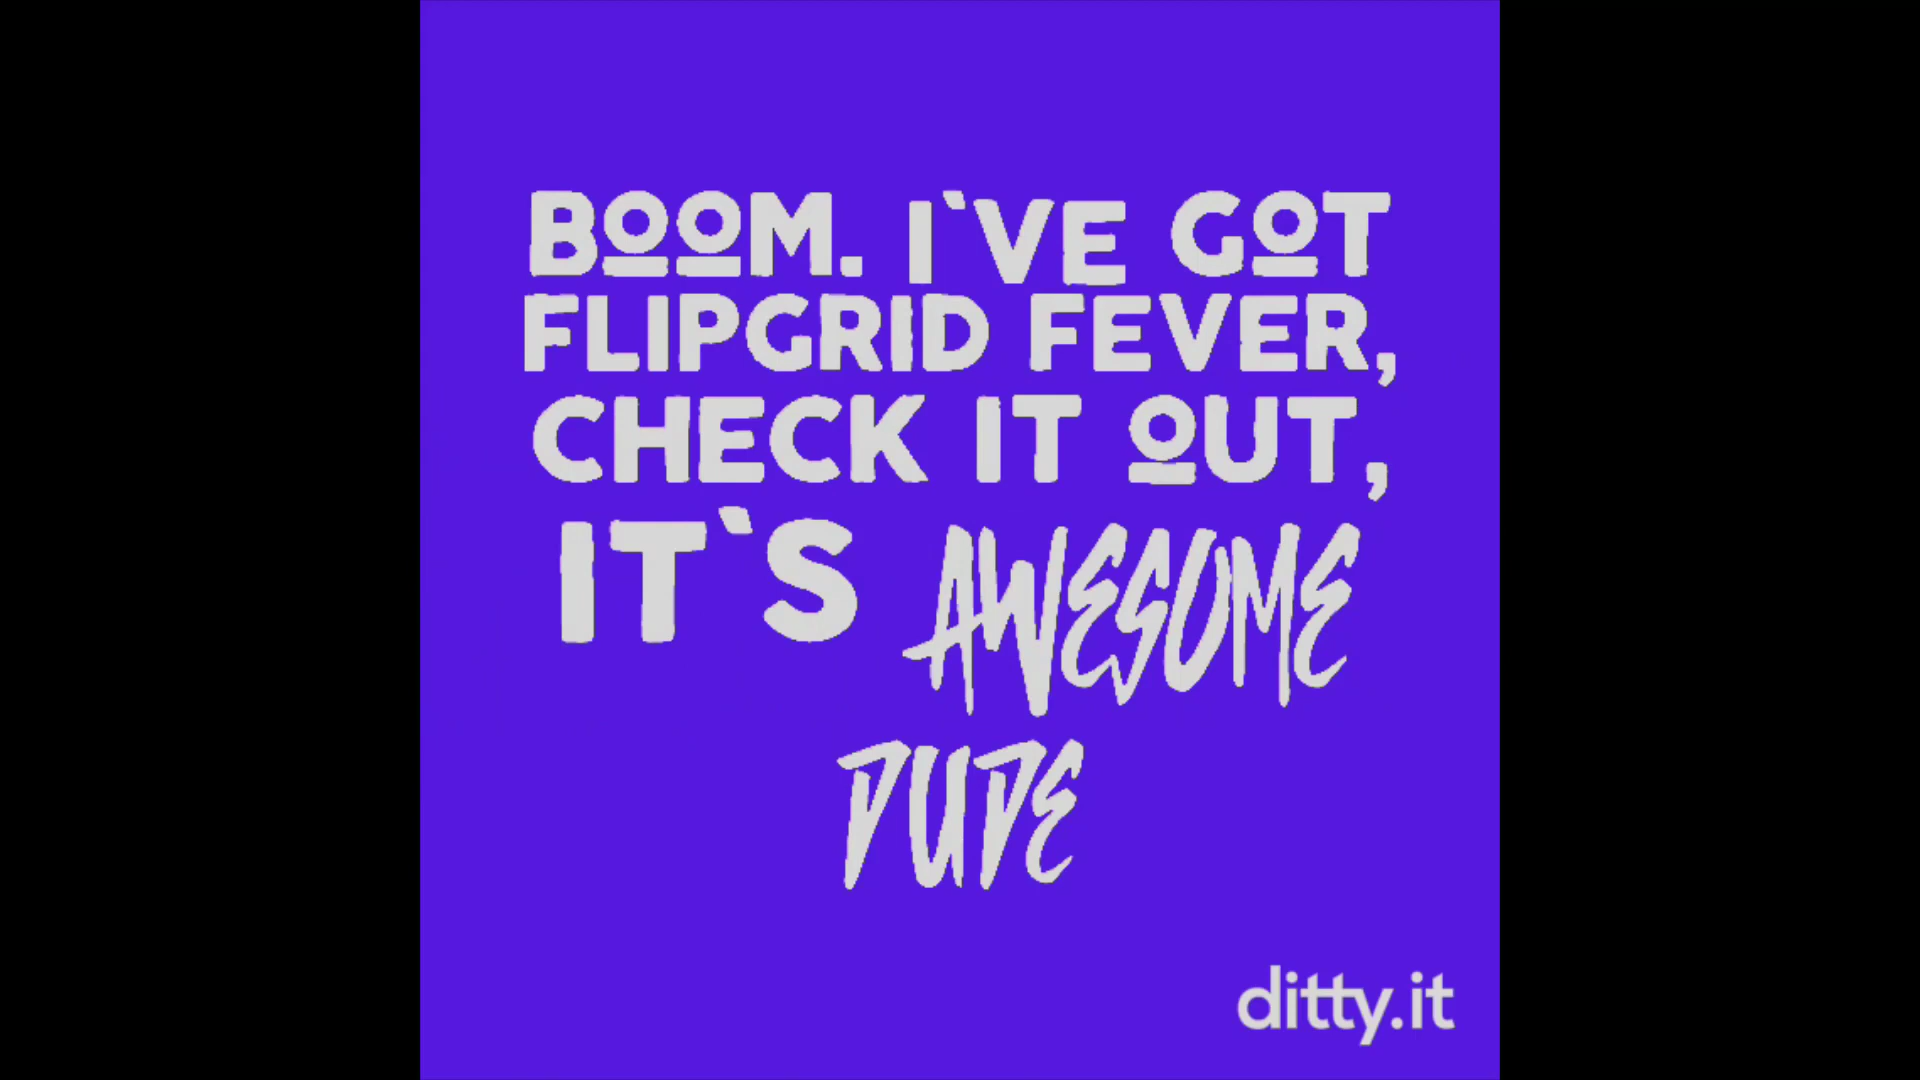 BOOM. I`VE GOT
FLIPGRID FEVER,
CHECK IT OUT,
IT`S AWESOME
DUDE
ditty.it